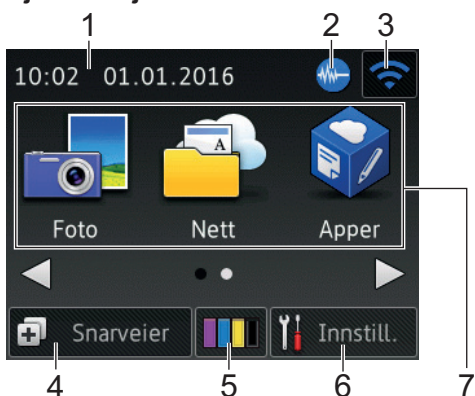 1 2 3
10:02 01.01.2016
A
Foto Nett Apper
Snarveier Innstill.
4 5 6 7